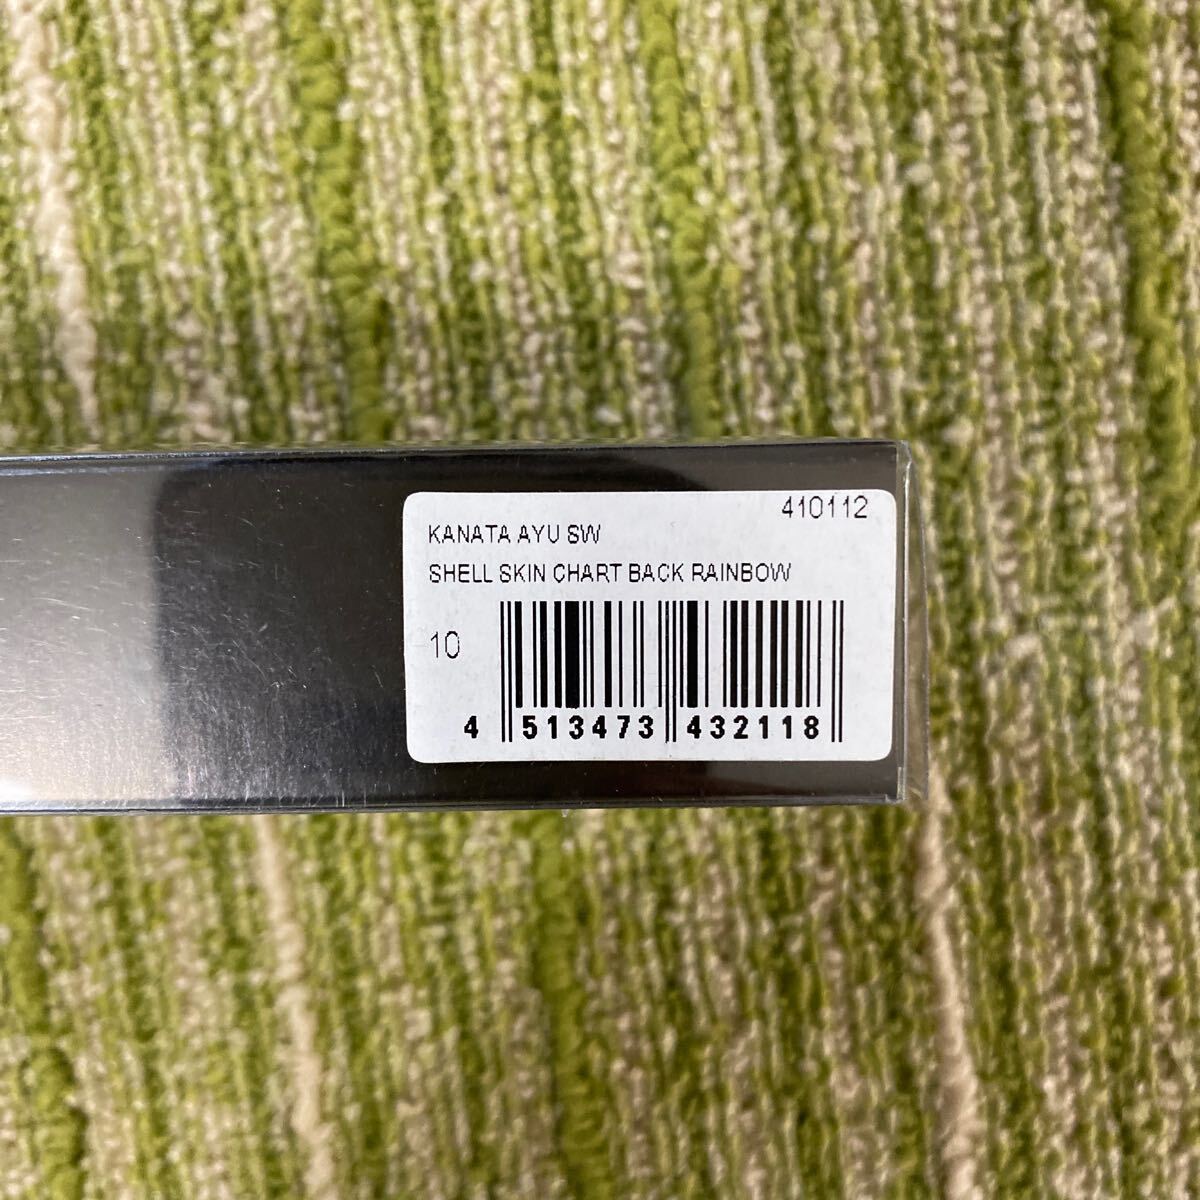 410112
KANATA AYU SW
SHELL SKIN CHART BACK RAINBOW
10
4 513473 432118